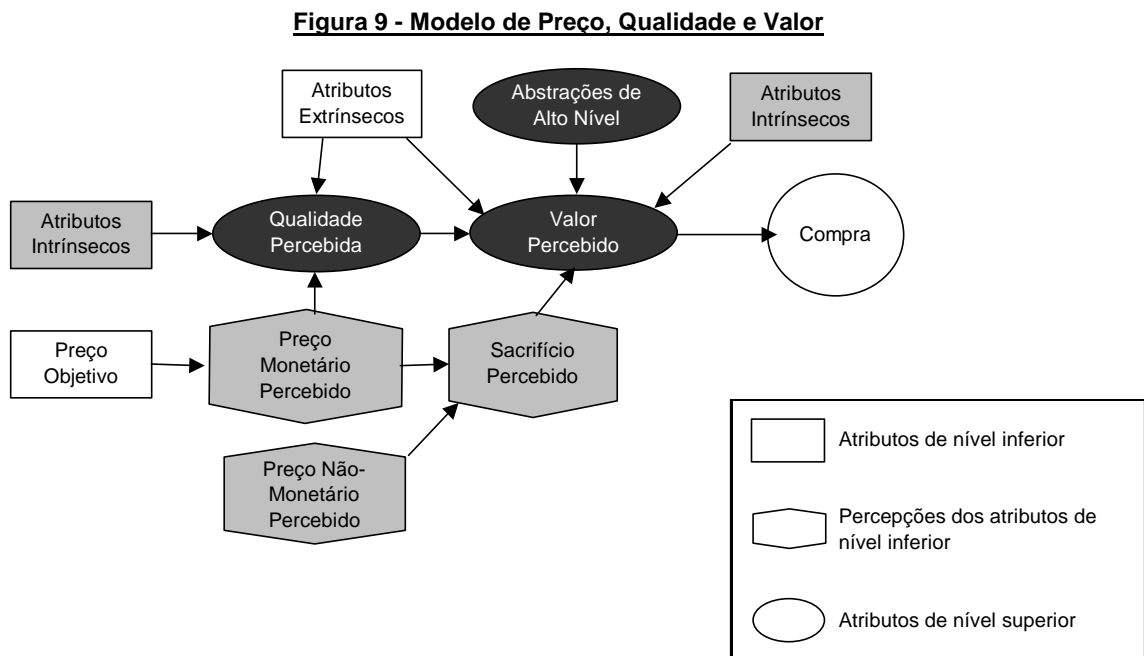 Figura 9 - Modelo de Preço, Qualidade e Valor
Atributos
Extrínsecos
Abstrações de
Alto Nível
Atributos
Intrínsecos
Atributos
Intrínsecos
Qualidade
Percebida
Valor
Percebido
Compra
Preço
Objetivo
Preço
Monetário
Percebido
Sacrifício
Percebido
Preço Não-
Monetário
Percebido
Atributos de nível inferior
Percepções dos atributos de
nível inferior
Atributos de nível superior